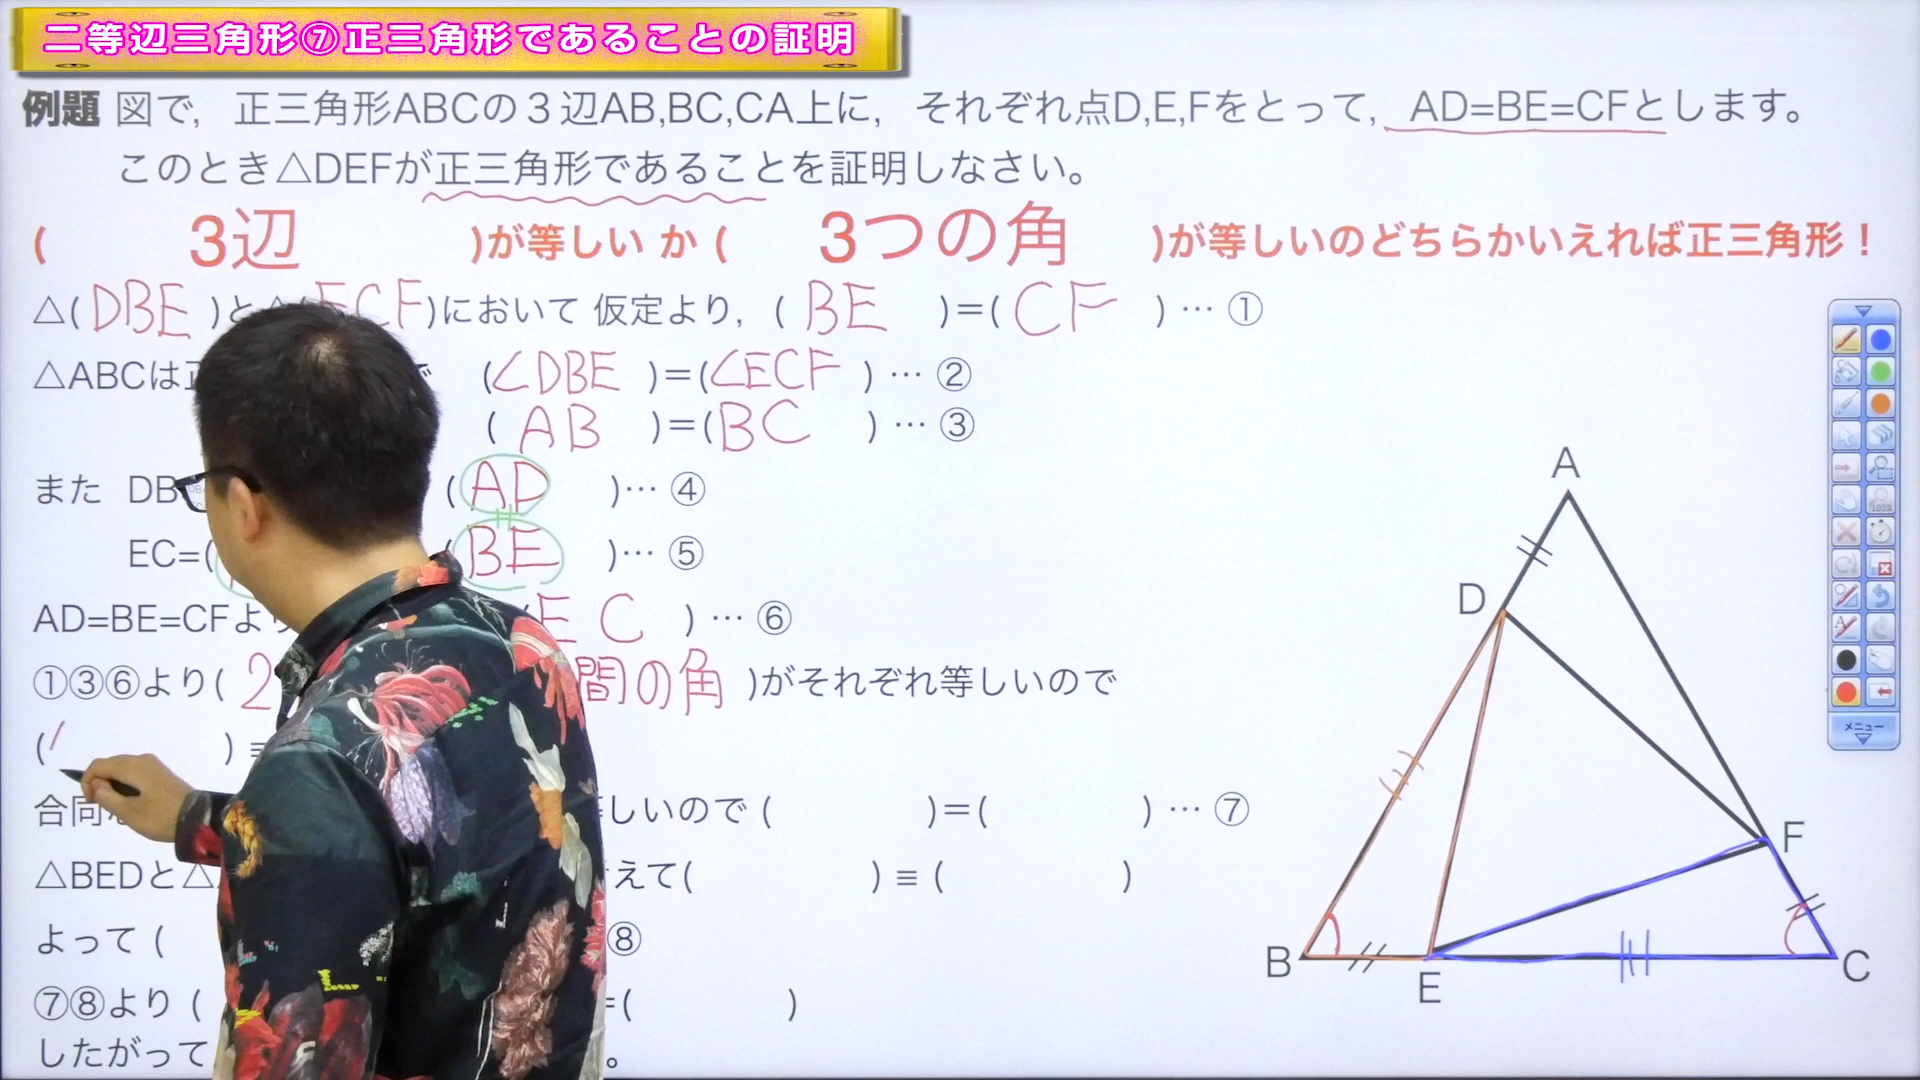 二等辺三角形⑦正三角形であることの証明
例題 図で，正三角形ABCの３辺AB,BC,CA上に，それぞれ点D,E,Fをとって，AD=BE=CFとします。
このとき△DEFが正三角形であることを証明しなさい。
( 3辺 )が等しい か ( 3つの角 )が等しいのどちらかいえれば正三角形！
△( DBE )と ECF)において 仮定より，( BE )＝( CF ) … ①
△ABCは (∠DBE )＝(∠ECF ) … ②
( AB )＝(BC ) … ③
また DB ( AD )… ④
EC=( BE )… ⑤
AD=BE=CFより EC ) … ⑥
①③⑥より( 2 間の角 )がそれぞれ等しいので
( ) ≡
合同 しいので ( )＝( ) … ⑦
△BEDと△ えて( ) ≡ ( )
よって ( ⑧
⑦⑧より ( =( )
したがって 。
A
D
F
B
E
C
100%
メニュー